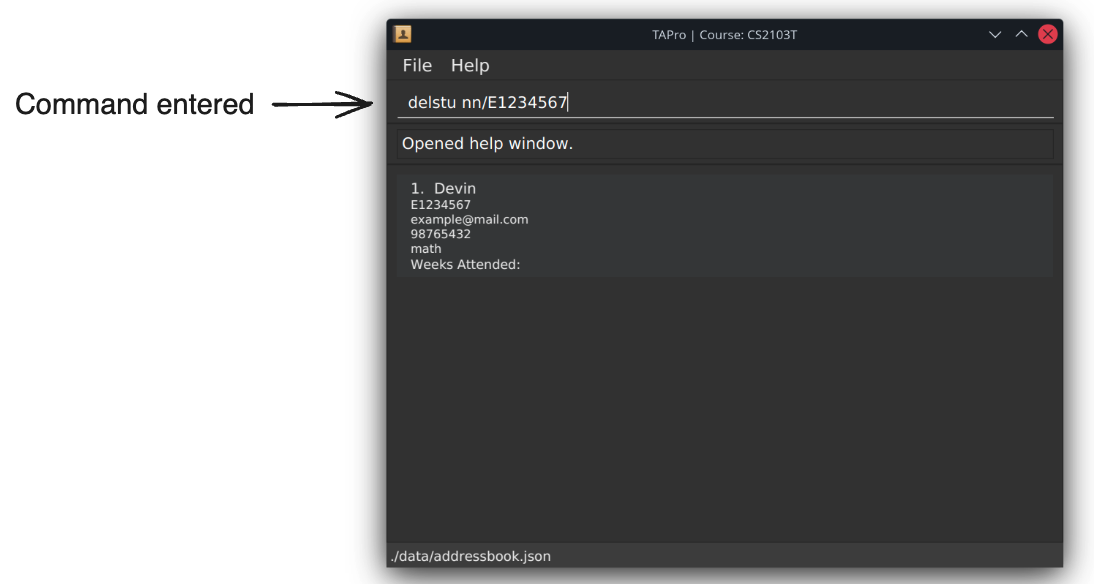 TAPro | Course: CS2103T
File Help
Command entered
delstu nn/E1234567
Opened help window.
1. Devin
E1234567
example@mail.com
98765432
math
Weeks Attended:
./data/addressbook.json